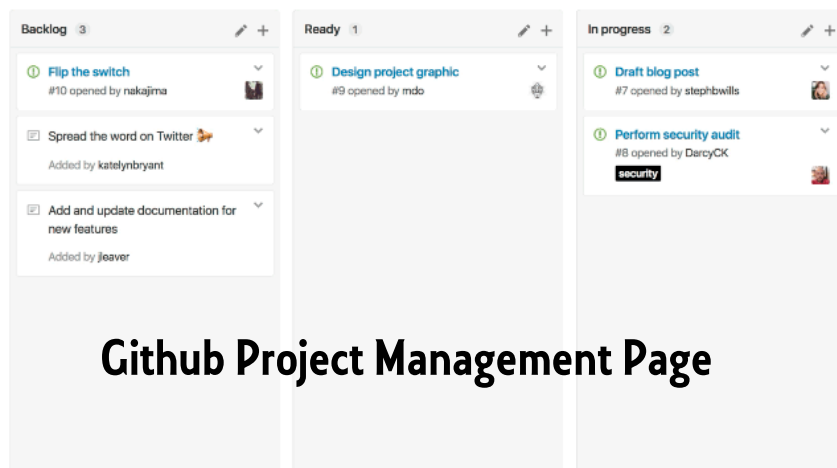 Backlog 3
Flip the switch
#10 opened by nakajima
Spread the word on Twitter
Added by katelynbryant
Add and update documentation for
new features
Added by jleaver
Ready 1
Design project graphic
#9 opened by mdo
In progress 2
Draft blog post
#7 opened by stephbwills
Perform security audit
#8 opened by DarcyCK
security
Github Project Management Page